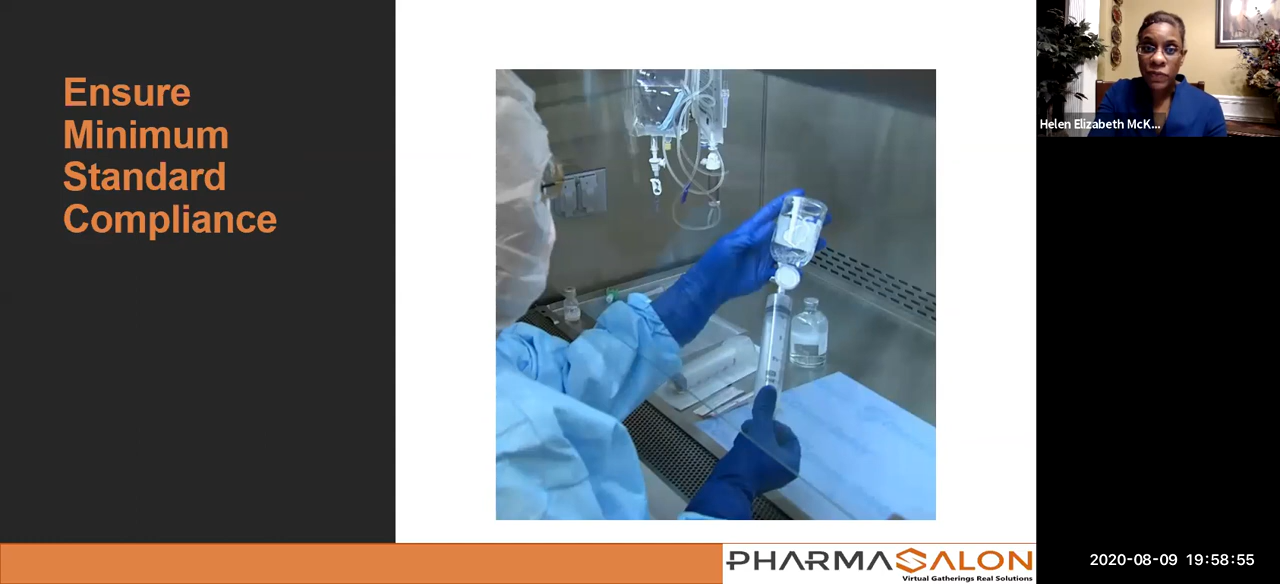 Ensure
Minimum
Standard
Compliance
Helen Elizabeth McK...
PHARMASALON
Virtual Gatherings Real Solutions
2020-08-09 19:58:55